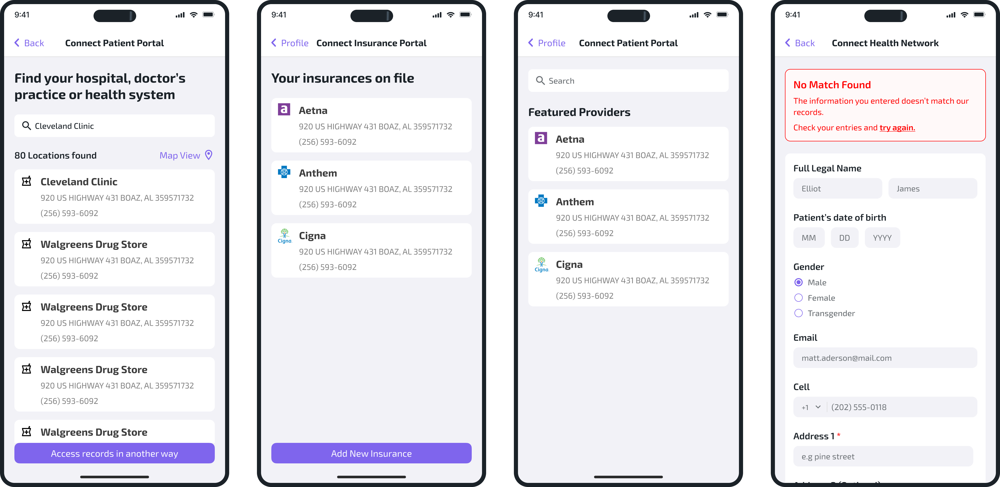 9:41
Back
Connect Patient Portal
Find your hospital, doctor’s
practice or health system
Cleveland Clinic
80 Locations found
Map View
Cleveland Clinic
920 US HIGHWAY 431 BOAZ, AL 359571732
(256) 593-6092
Walgreens Drug Store
920 US HIGHWAY 431 BOAZ, AL 359571732
(256) 593-6092
Walgreens Drug Store
920 US HIGHWAY 431 BOAZ, AL 359571732
(256) 593-6092
Walgreens Drug Store
920 US HIGHWAY 431 BOAZ, AL 359571732
(256) 593-6092
Walgreens Drug Store
Access records in another way
9:41
Profile
Connect Insurance Portal
Your insurances on file
a
Aetna
920 US HIGHWAY 431 BOAZ, AL 359571732
(256) 593-6092
Anthem
920 US HIGHWAY 431 BOAZ, AL 359571732
(256) 593-6092
Cigna.
Cigna
920 US HIGHWAY 431 BOAZ, AL 359571732
(256) 593-6092
Add New Insurance
9:41
Profile
Connect Patient Portal
Search
Featured Providers
a
Aetna
920 US HIGHWAY 431 BOAZ, AL 359571732
(256) 593-6092
Anthem
920 US HIGHWAY 431 BOAZ, AL 359571732
(256) 593-6092
Cigna.
Cigna
920 US HIGHWAY 431 BOAZ, AL 359571732
(256) 593-6092
9:41
Back
Connect Health Network
No Match Found
The information you entered doesn’t match our
records.
Check your entries and try again.
Full Legal Name
Elliot
James
Patient’s date of birth
MM
DD
YYYY
Gender
Male
Female
Transgender
Email
matt.aderson@mail.com
Cell
+1
(202) 555-0118
Address 1 *
e.g pine street